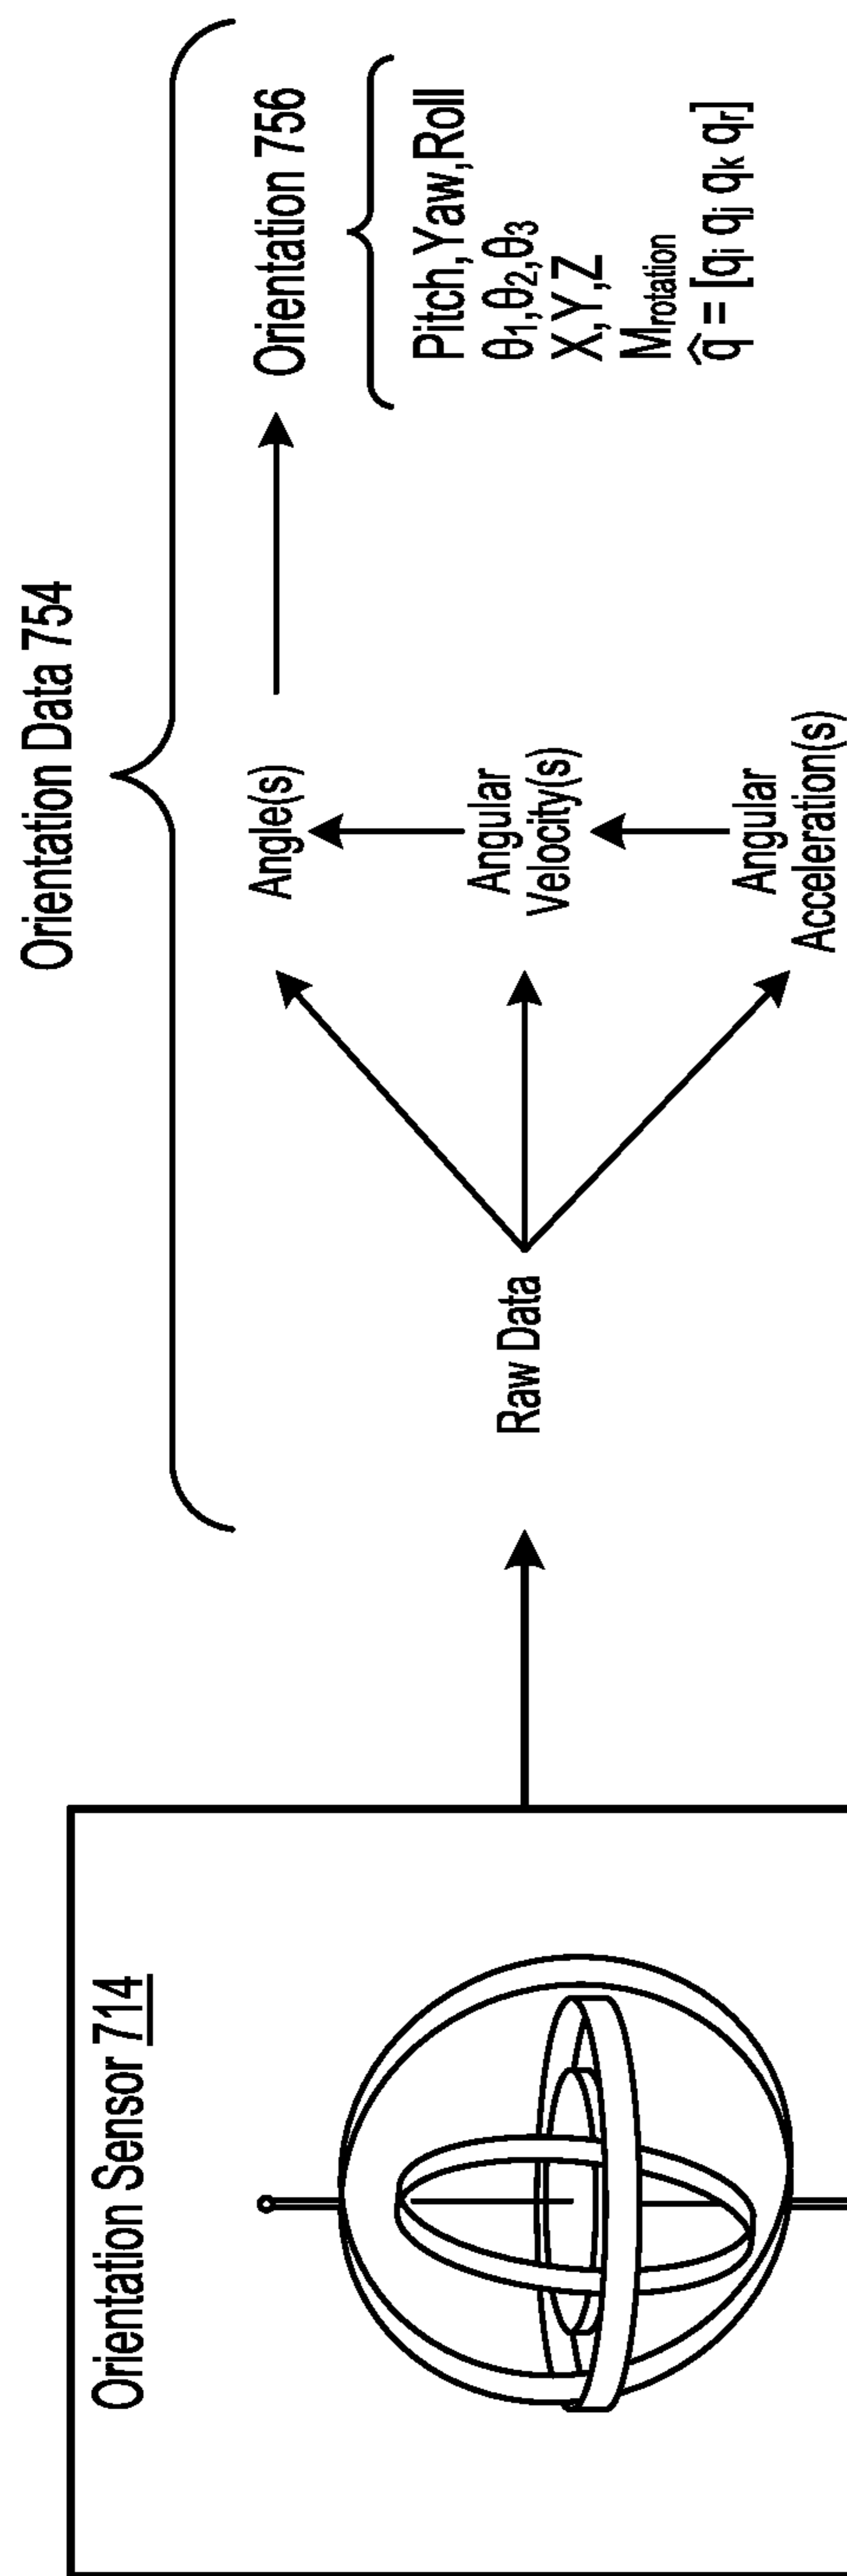 Orientation Data 754
Orientation Sensor 714
Raw Data
Angle(s)
Angular
Velocity(s)
Angular
Acceleration(s)
Orientation 756
Pitch,Yaw,Roll
θ₁,θ₂,θ₃
X,Y,Z
Mrotation
q̂ = [qᵢ qⱼ qₖ qᵣ]